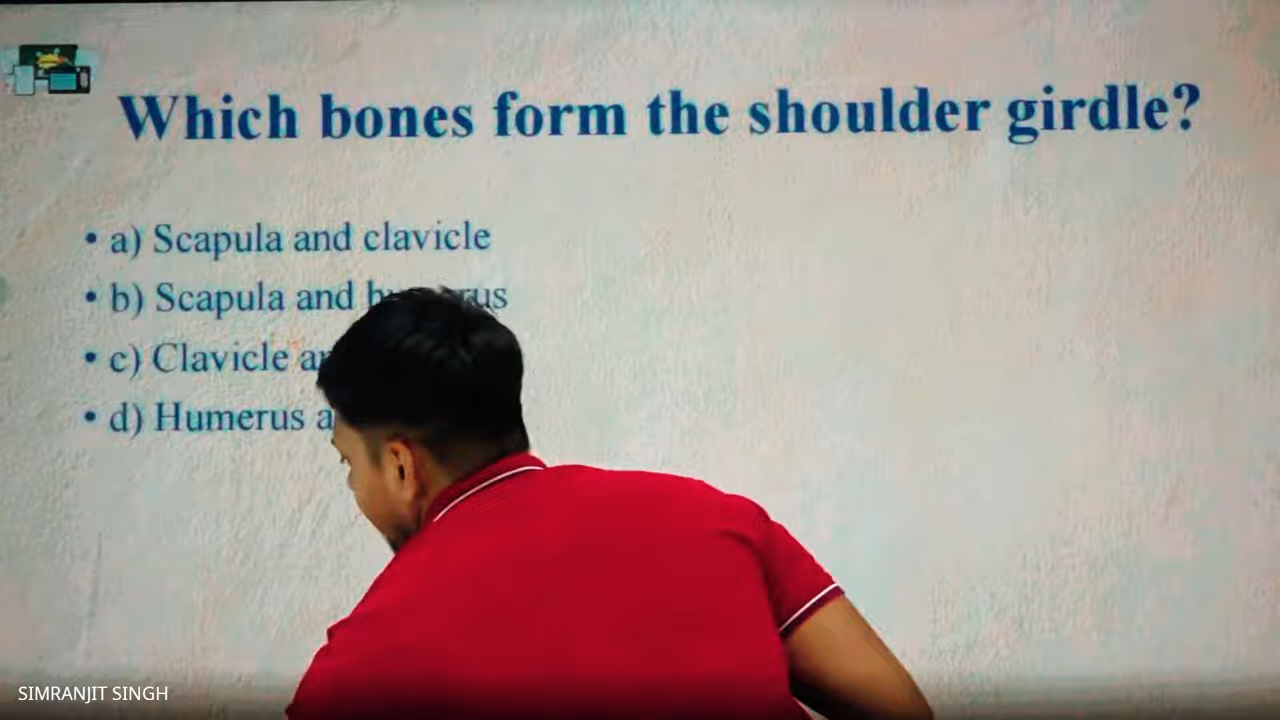 Which bones form the shoulder girdle?
• a) Scapula and clavicle
• b) Scapula and
• c) Clavicle
• d) Humerus
SIMRANJIT SINGH